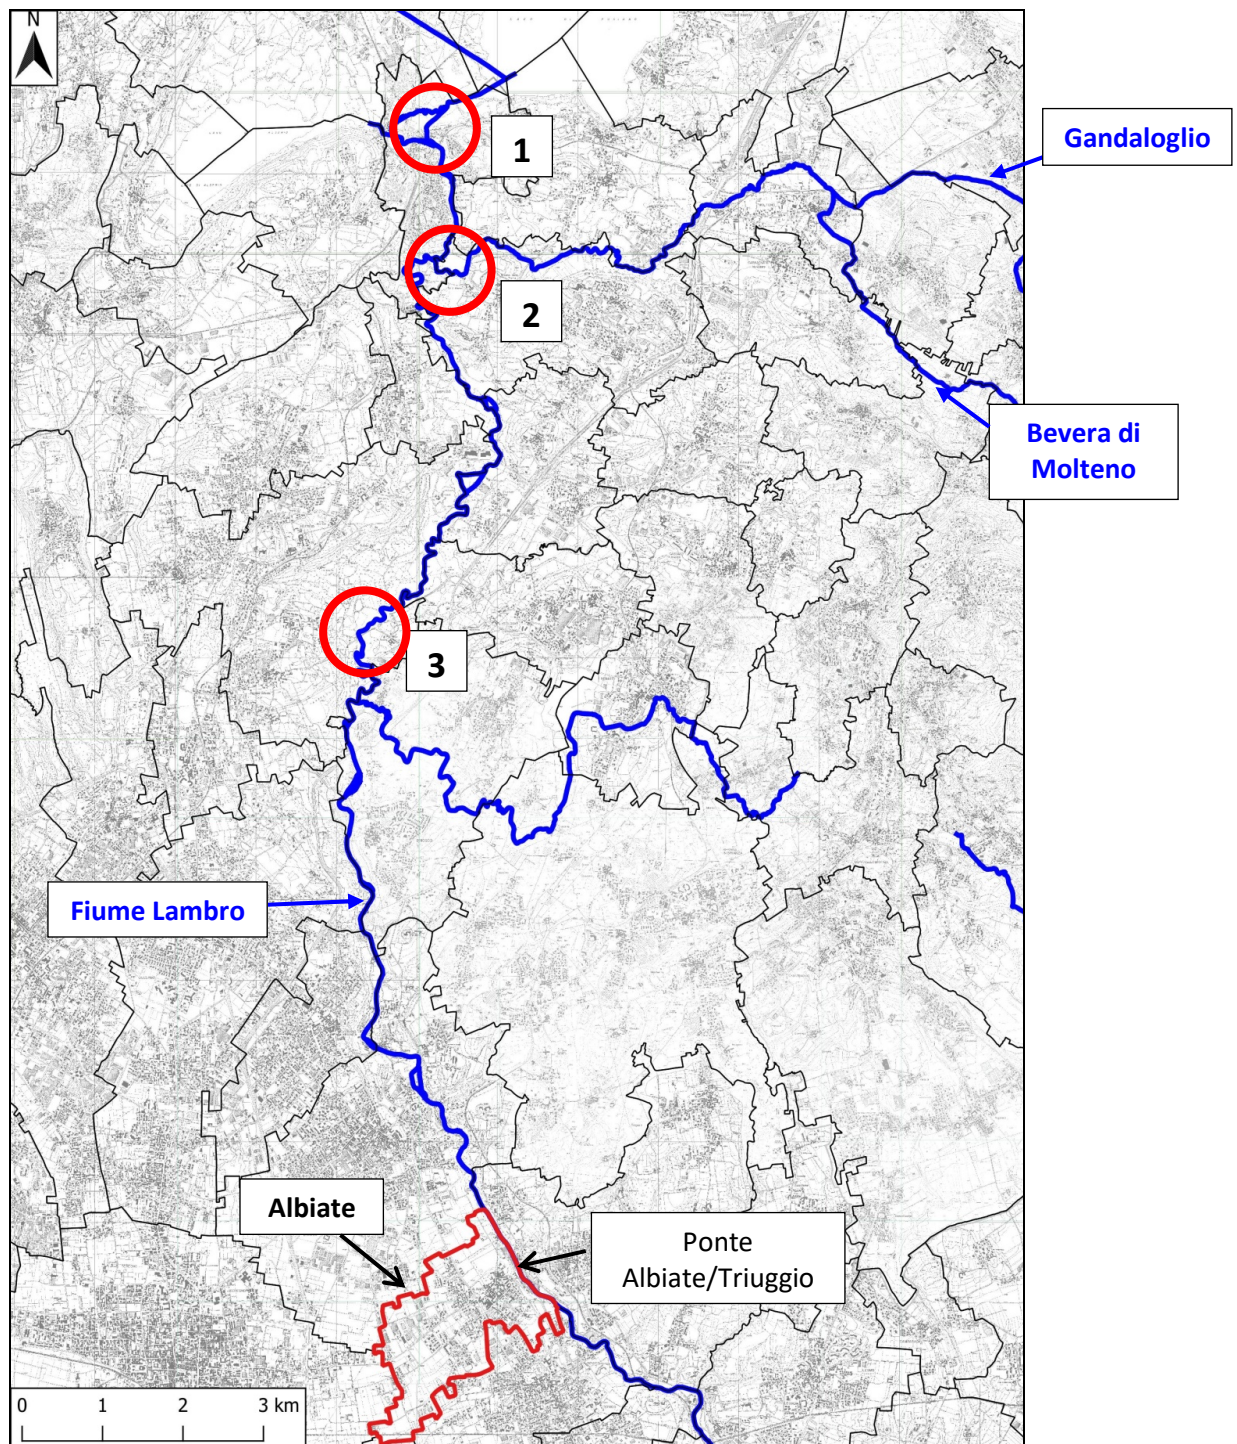 N
1
Gandaloglio
2
Bevera di
Molteno
3
Fiume Lambro
Albiate
Ponte
Albiate/Triuggio
0 1 2 3 km